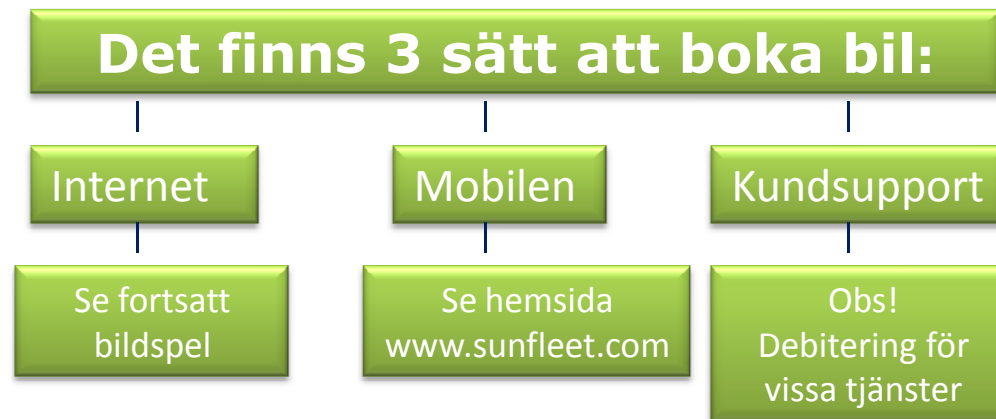 Det finns 3 sätt att boka bil:
Internet
Mobilen
Kundsupport
Se fortsatt
bildspel
Se hemsida
www.sunfleet.com
Obs!
Debitering för
vissa tjänster